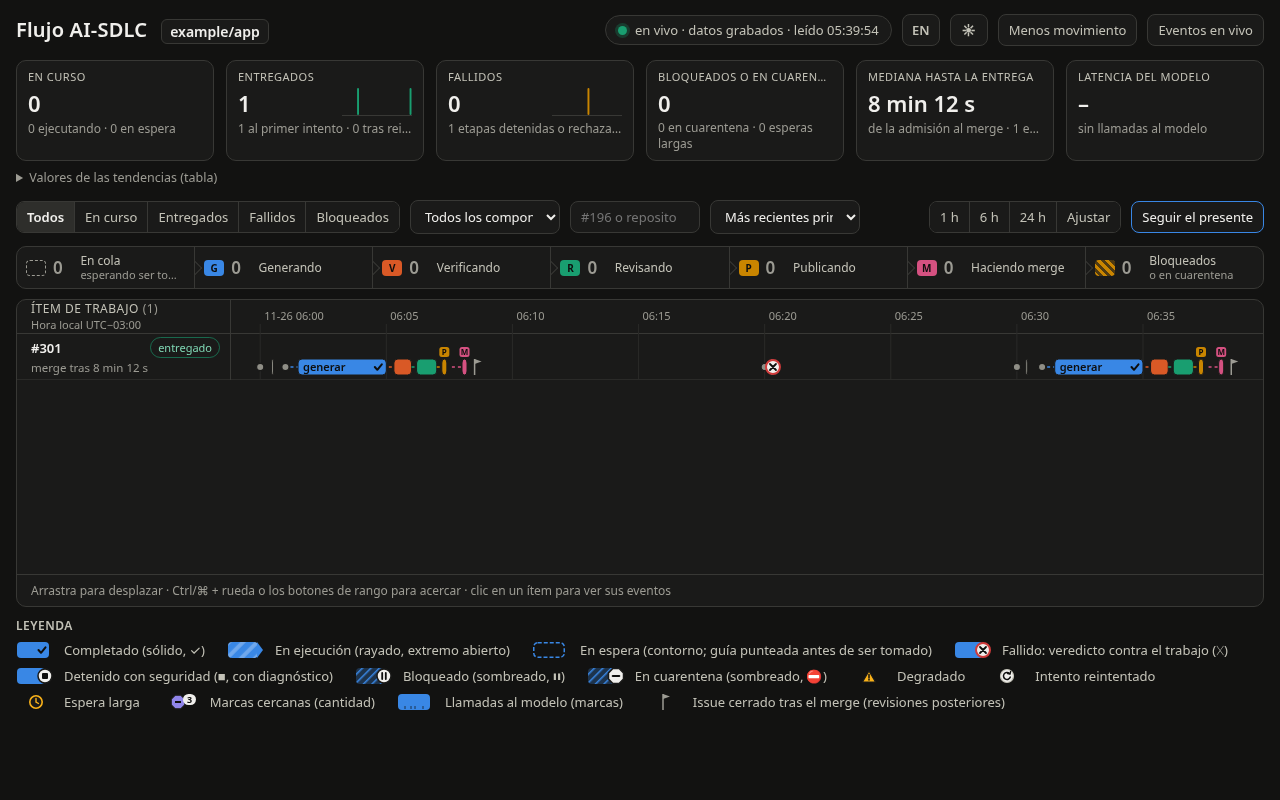 Flujo AI-SDLC example/app en vivo · datos grabados · leído 05:39:54 EN Menos movimiento Eventos en vivo
EN CURSO
0
0 ejecutando · 0 en espera
ENTREGADOS
1
1 al primer intento · 0 tras rei…
FALLIDOS
0
1 etapas detenidas o rechaza…
BLOQUEADOS O EN CUAREN…
0
0 en cuarentena · 0 esperas
largas
MEDIANA HASTA LA ENTREGA
8 min 12 s
de la admisión al merge · 1 e…
LATENCIA DEL MODELO
–
sin llamadas al modelo
▶ Valores de las tendencias (tabla)
Todos En curso Entregados Fallidos Bloqueados Todos los compor #196 o reposito Más recientes prir 1 h 6 h 24 h Ajustar Seguir el presente
0 En cola
esperando ser to…
G 0 Generando
V 0 Verificando
R 0 Revisando
P 0 Publicando
M 0 Haciendo merge
0 Bloqueados
o en cuarentena
ÍTEM DE TRABAJO (1)
Hora local UTC−03:00
11-26 06:00 06:05 06:10 06:15 06:20 06:25 06:30 06:35
#301 entregado
merge tras 8 min 12 s
generar P M generar P M
Arrastra para desplazar · Ctrl/⌘ + rueda o los botones de rango para acercar · clic en un ítem para ver sus eventos
LEYENDA
Completado (sólido, ✓) En ejecución (rayado, extremo abierto) En espera (contorno; guía punteada antes de ser tomado) Fallido: veredicto contra el trabajo (╳)
Detenido con seguridad (■, con diagnóstico) Bloqueado (sombreado, ⏸) En cuarentena (sombreado, ⛔) Degradado Intento reintentado
Espera larga 3 Marcas cercanas (cantidad) Llamadas al modelo (marcas) Issue cerrado tras el merge (revisiones posteriores)